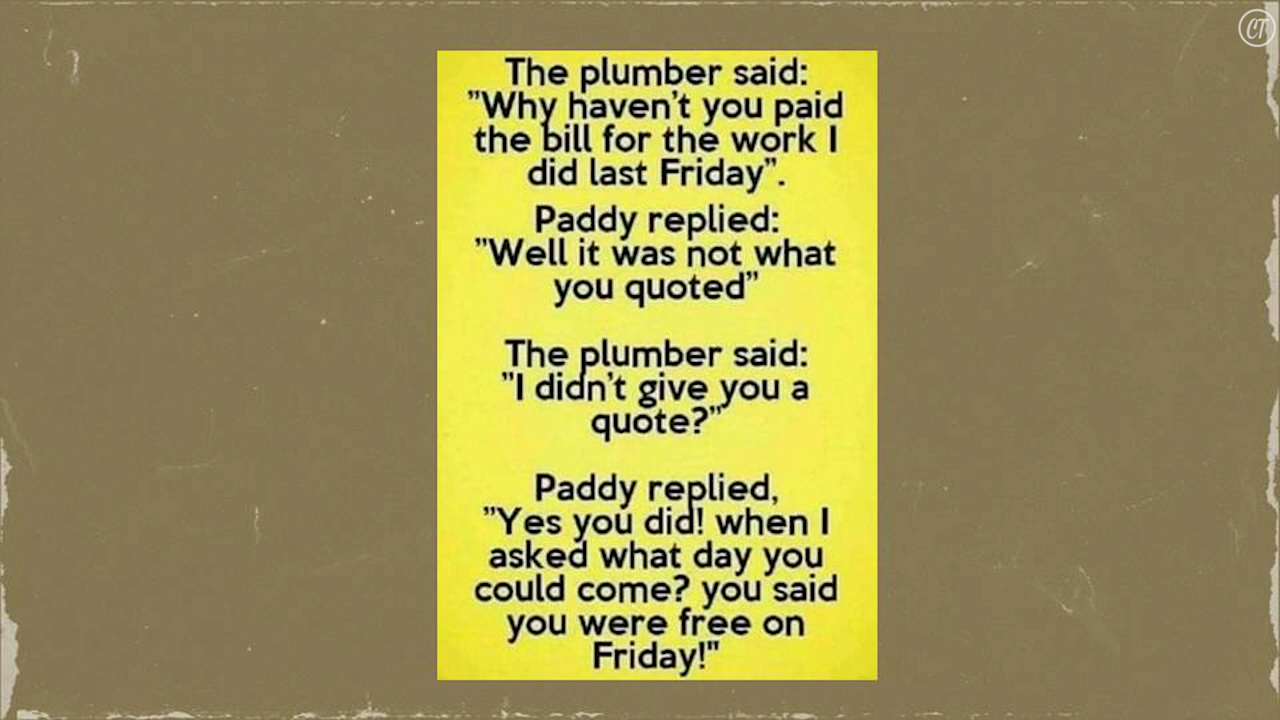 CT
The plumber said:
"Why haven't you paid
the bill for the work I
did last Friday".
Paddy replied:
"Well it was not what
you quoted"
The plumber said:
"I didn't give you a
quote?"
Paddy replied,
"Yes you did! when I
asked what day you
could come? you said
you were free on
Friday!"